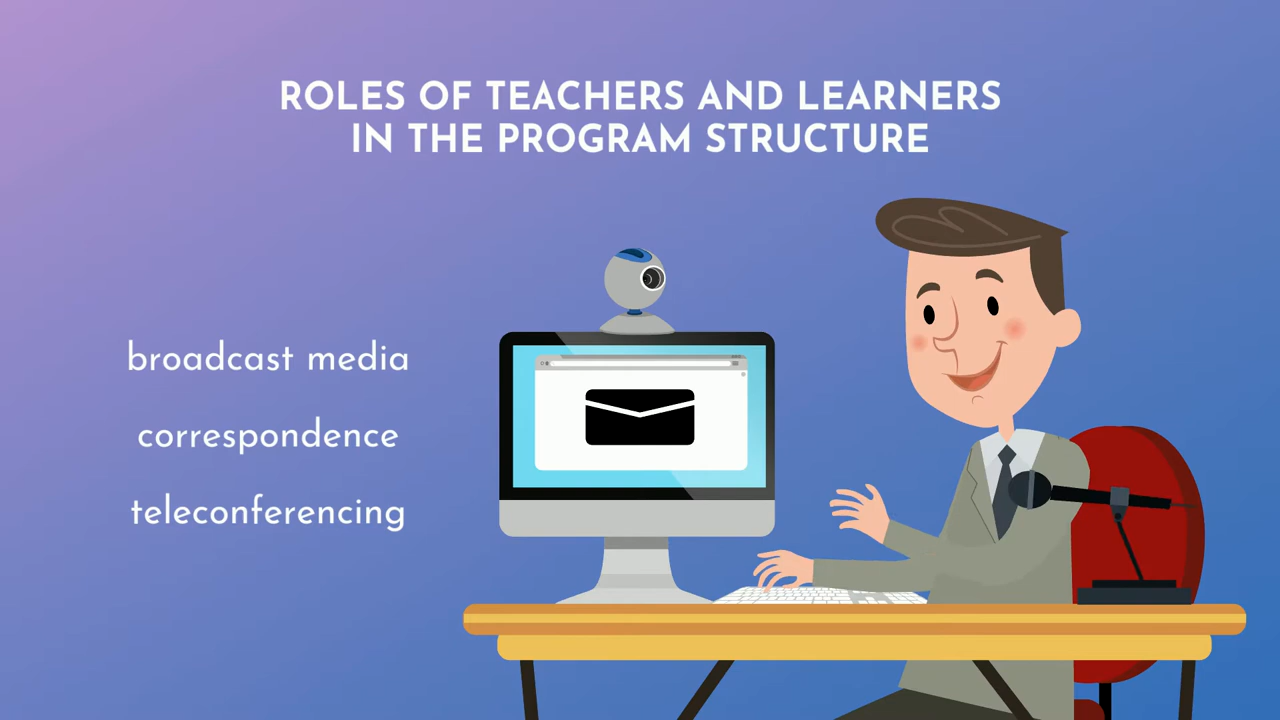 ROLES OF TEACHERS AND LEARNERS
IN THE PROGRAM STRUCTURE
broadcast media
correspondence
teleconferencing